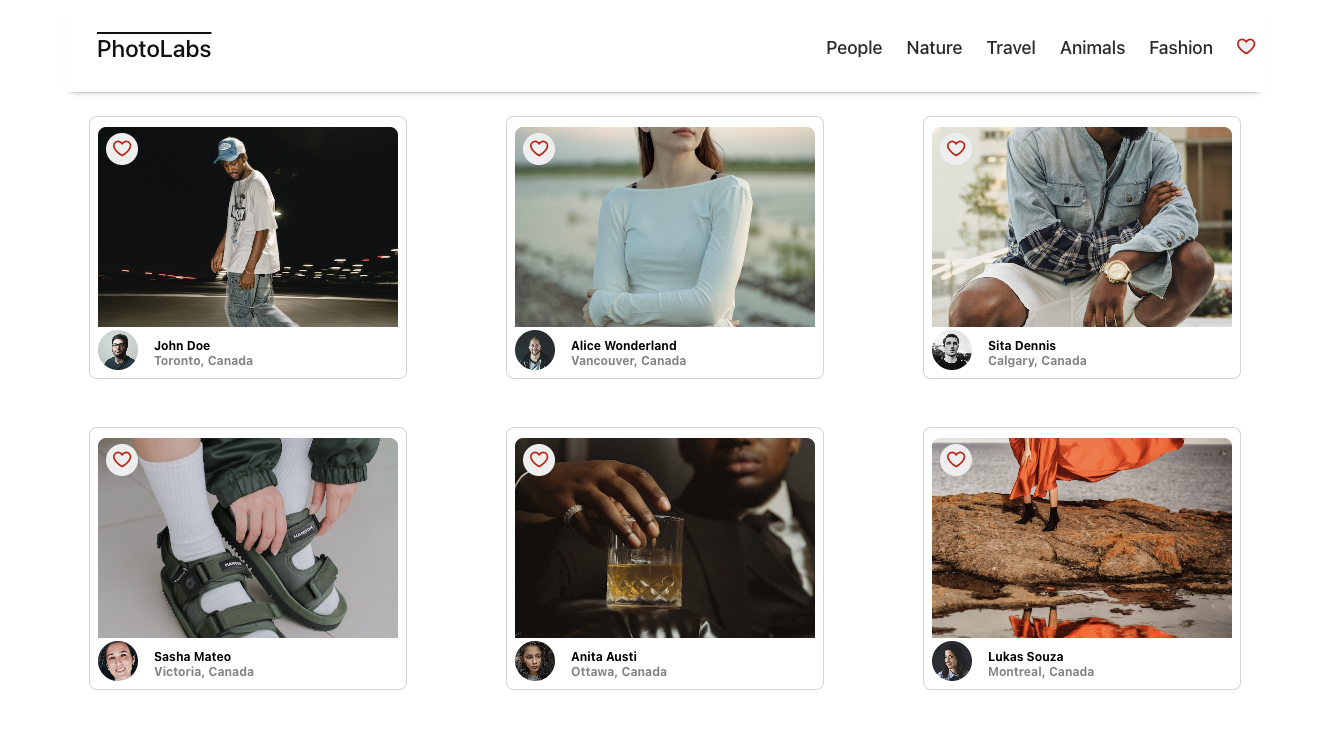 PhotoLabs
People Nature Travel Animals Fashion
John Doe
Toronto, Canada
Alice Wonderland
Vancouver, Canada
Sita Dennis
Calgary, Canada
Sasha Mateo
Victoria, Canada
Anita Austi
Ottawa, Canada
Lukas Souza
Montreal, Canada